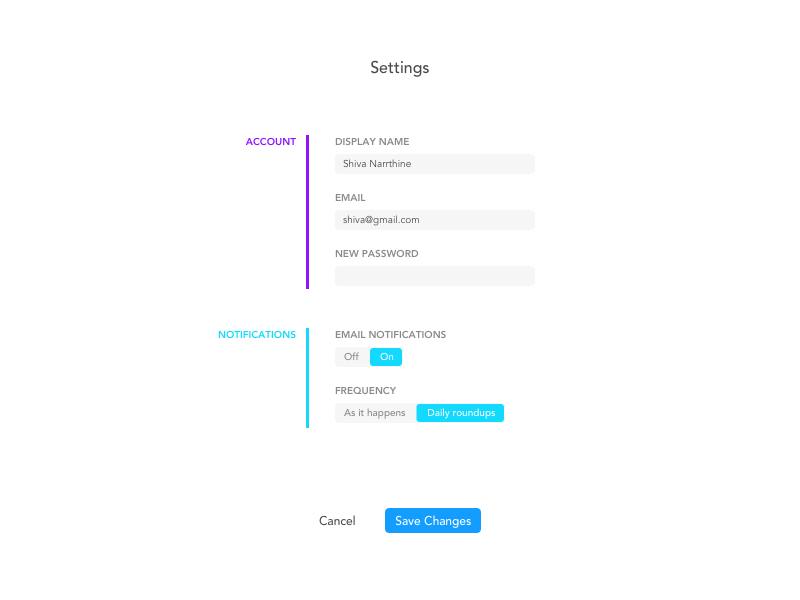 Settings
ACCOUNT
DISPLAY NAME
Shiva Narrthine
EMAIL
shiva@gmail.com
NEW PASSWORD
NOTIFICATIONS
EMAIL NOTIFICATIONS
Off On
FREQUENCY
As it happens Daily roundups
Cancel Save Changes